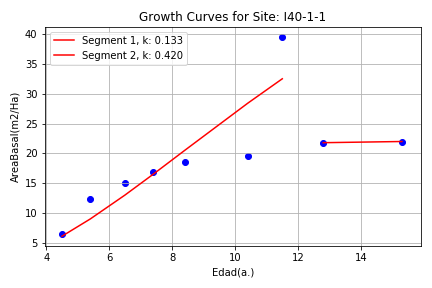 Growth Curves for Site: I40-1-1
Segment 1, k: 0.133
Segment 2, k: 0.420
AreaBasal(m2/Ha)
40
35
30
25
20
15
10
5
4
6
8
10
12
14
Edad(a.)